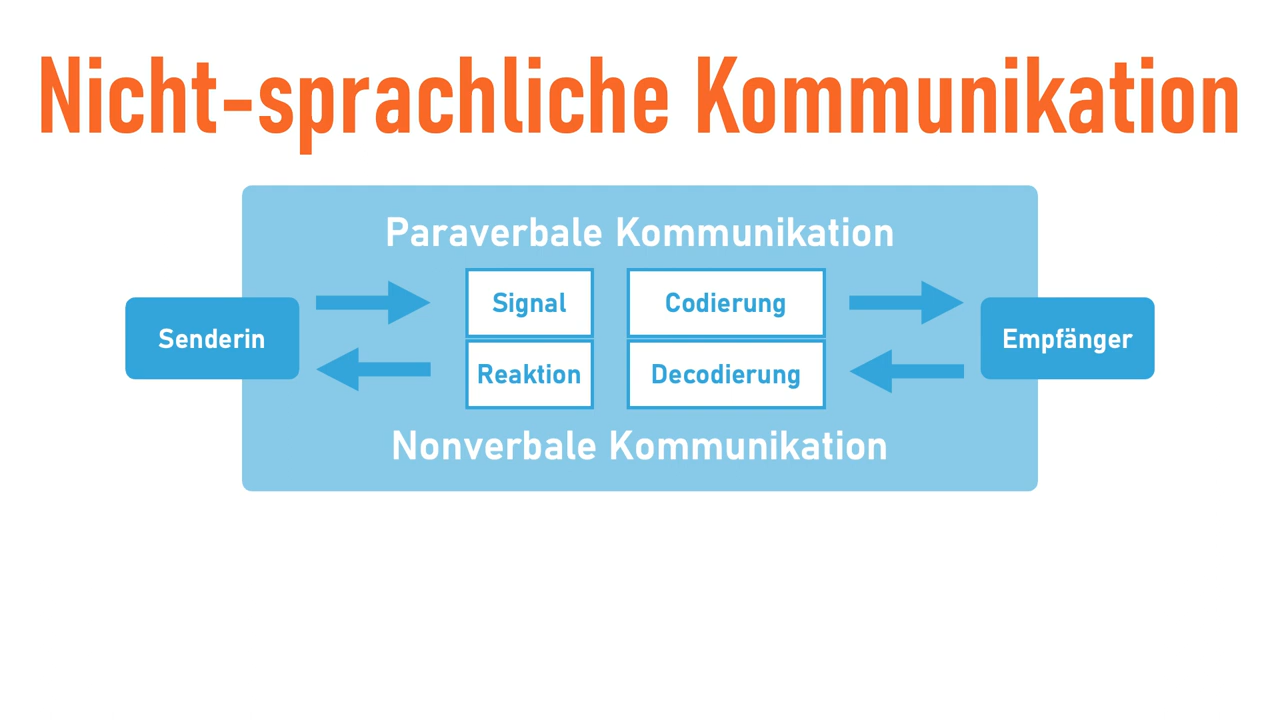 Nicht-sprachliche Kommunikation
Paraverbale Kommunikation
Signal
Codierung
Senderin
Empfänger
Reaktion
Decodierung
Nonverbale Kommunikation